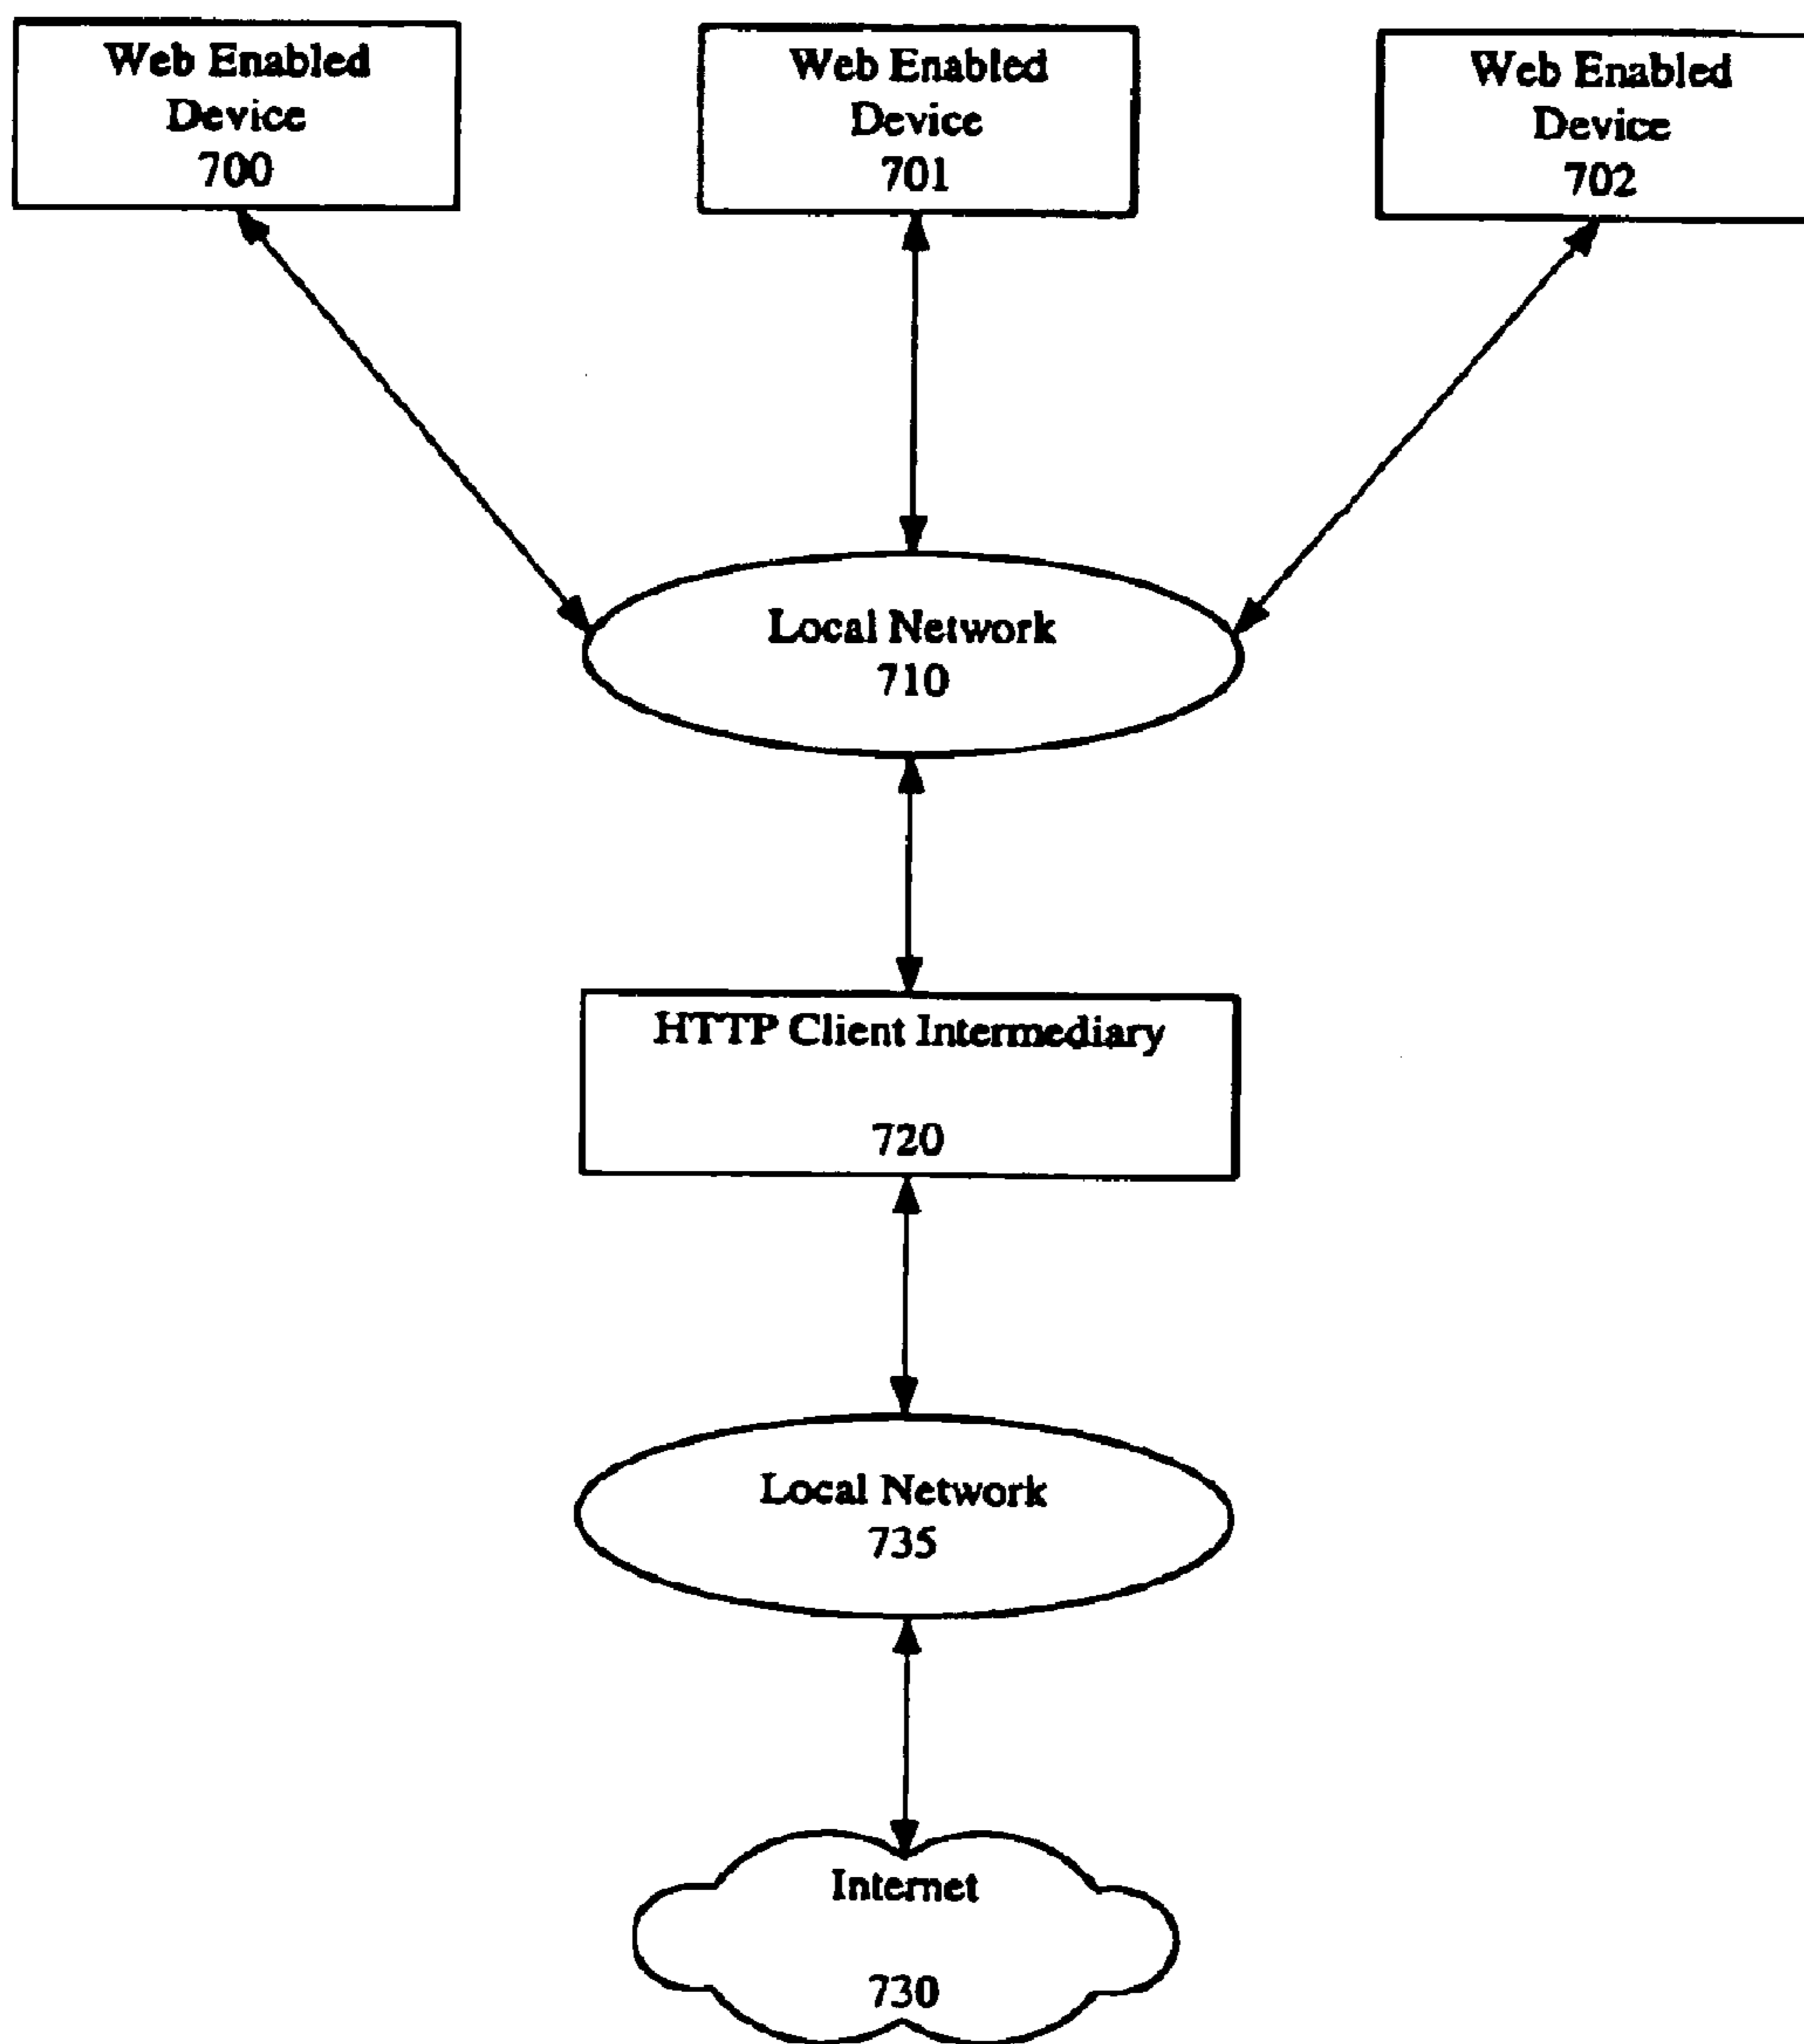 Web Enabled
Device
700
Web Enabled
Device
701
Web Enabled
Device
702
Local Network
710
HTTP Client Intermediary
720
Local Network
735
Internet
730